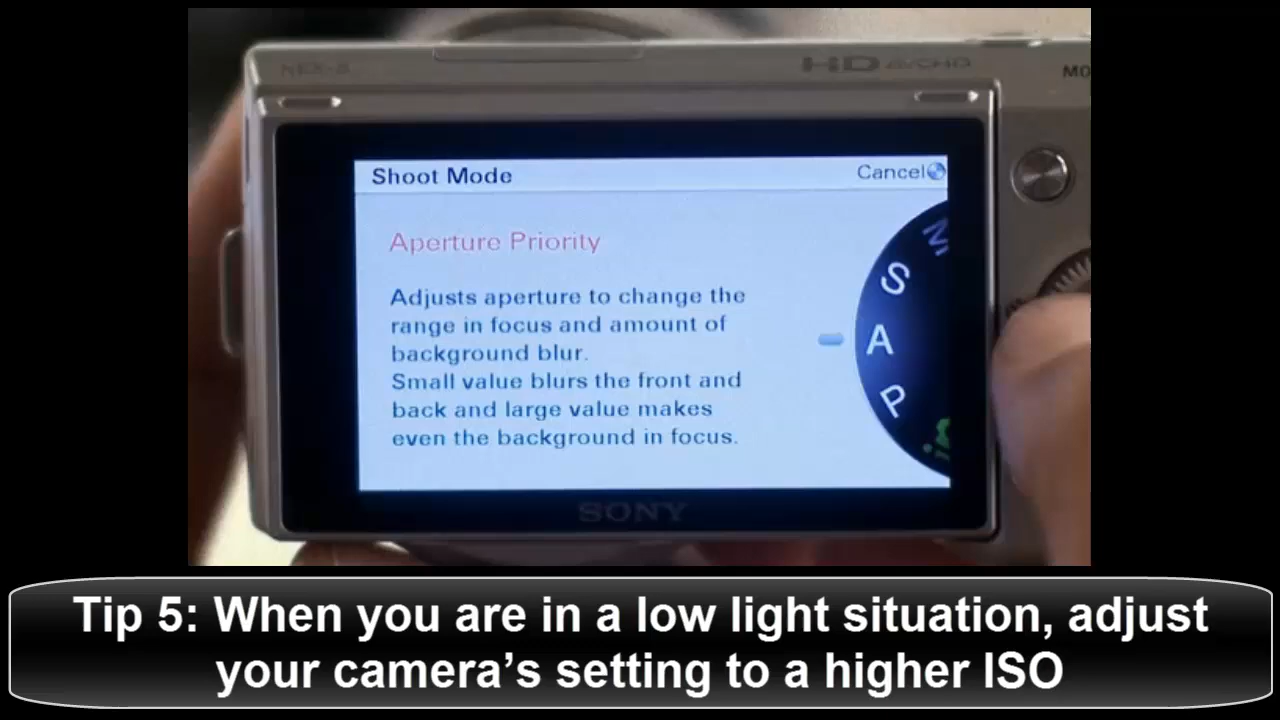 HD AVCHD
MO
Shoot Mode
Cancel
Aperture Priority
Adjusts aperture to change the
range in focus and amount of
background blur.
Small value blurs the front and
back and large value makes
even the background in focus.
M
S
A
P
SONY
Tip 5: When you are in a low light situation, adjust
your camera’s setting to a higher ISO